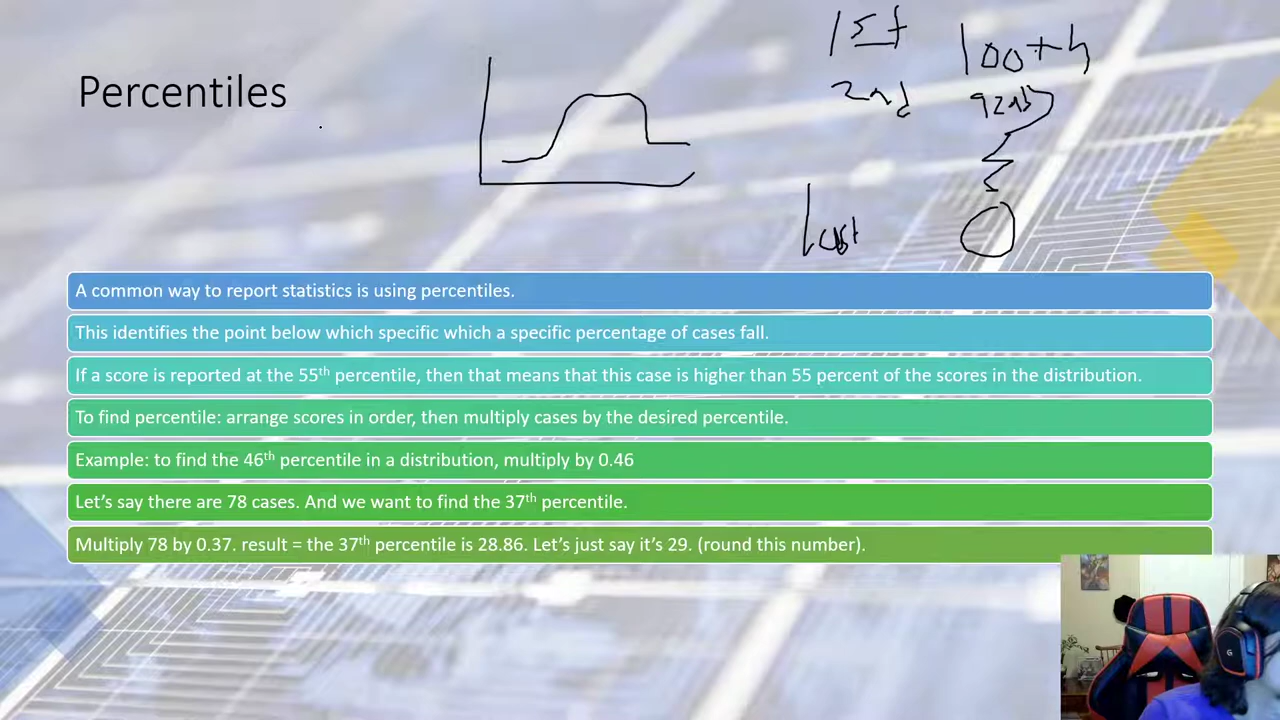 Percentiles
1st 100th
2nd
Last
A common way to report statistics is using percentiles.
This identifies the point below which specific which a specific percentage of cases fall.
If a score is reported at the 55th percentile, then that means that this case is higher than 55 percent of the scores in the distribution.
To find percentile: arrange scores in order, then multiply cases by the desired percentile.
Example: to find the 46th percentile in a distribution, multiply by 0.46
Let's say there are 78 cases. And we want to find the 37th percentile.
Multiply 78 by 0.37. result = the 37th percentile is 28.86. Let's just say it's 29. (round this number).